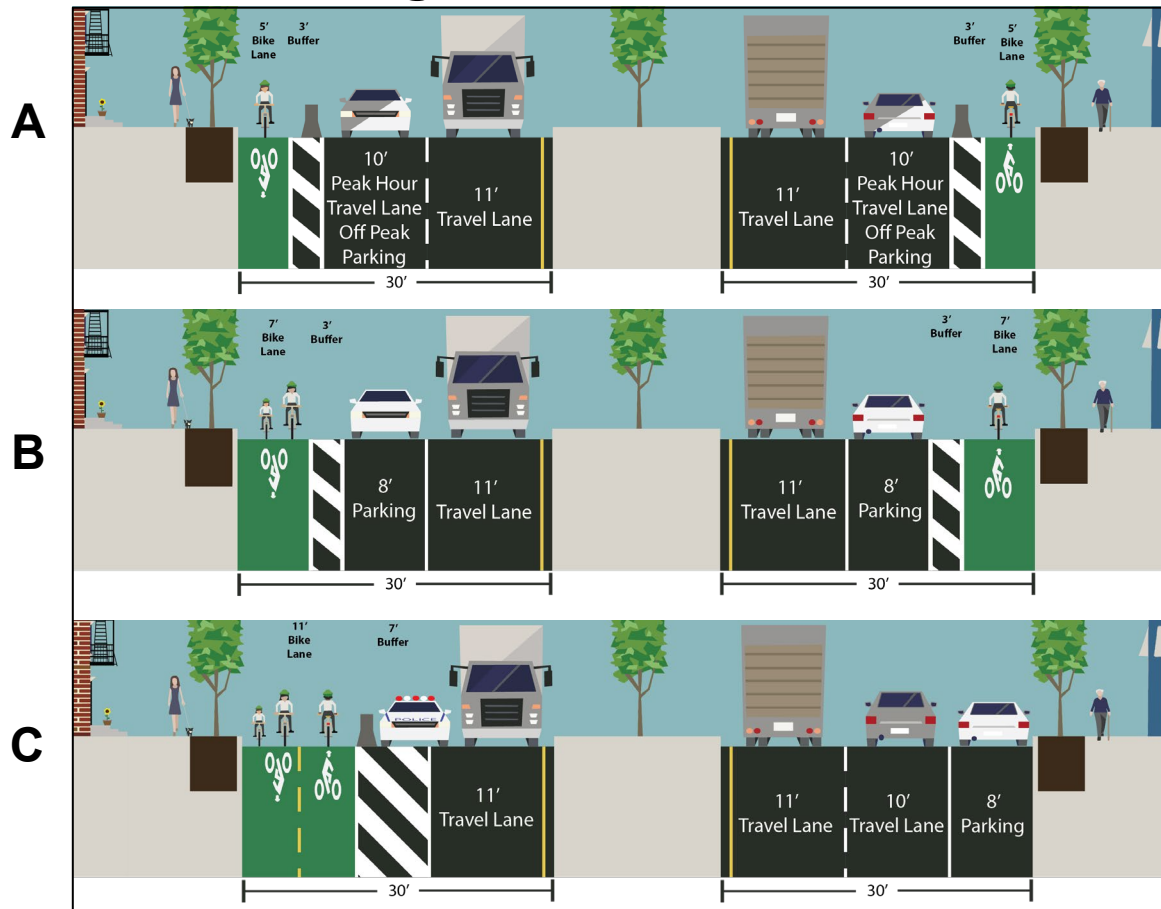 A
5’
Bike
Lane
3’
Buffer
10’
Peak Hour
Travel Lane
Off Peak
Parking
11’
Travel Lane
30’
3’
Buffer
5’
Bike
Lane
11’
Travel Lane
10’
Peak Hour
Travel Lane
Off Peak
Parking
30’
B
7’
Bike
Lane
3’
Buffer
8’
Parking
11’
Travel Lane
30’
3’
Buffer
7’
Bike
Lane
11’
Travel Lane
8’
Parking
30’
C
11’
Bike
Lane
7’
Buffer
POLICE
11’
Travel Lane
30’
11’
Travel Lane
10’
Travel Lane
8’
Parking
30’